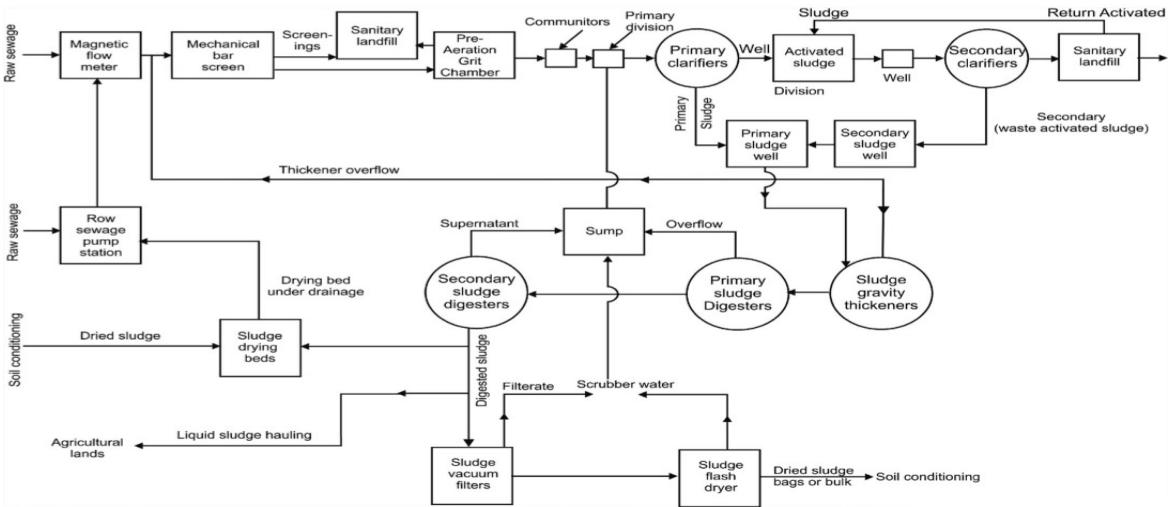 Raw sewage
Magnetic
flow
meter
Mechanical
bar
screen
Screen-
ings
Sanitary
landfill
Pre-
Aeration
Grit
Chamber
Communitors
Primary
division
Primary
clarifiers
Well
Sludge
Activated
sludge
Division
Well
Secondary
clarifiers
Return Activated
Sanitary
landfill
Primary
Sludge
Primary
sludge
well
Secondary
sludge
well
Secondary
(waste activated sludge)
Thickener overflow
Raw sewage
Row
sewage
pump
station
Supernatant
Sump
Overflow
Drying bed
under drainage
Secondary
sludge
digesters
Primary
sludge
Digesters
Sludge
gravity
thickeners
Soil conditioning
Dried sludge
Sludge
drying
beds
Digested sludge
Filterate
Scrubber water
Agricultural
lands
Liquid sludge hauling
Sludge
vacuum
filters
Sludge
flash
dryer
Dried sludge
bags or bulk
Soil conditioning